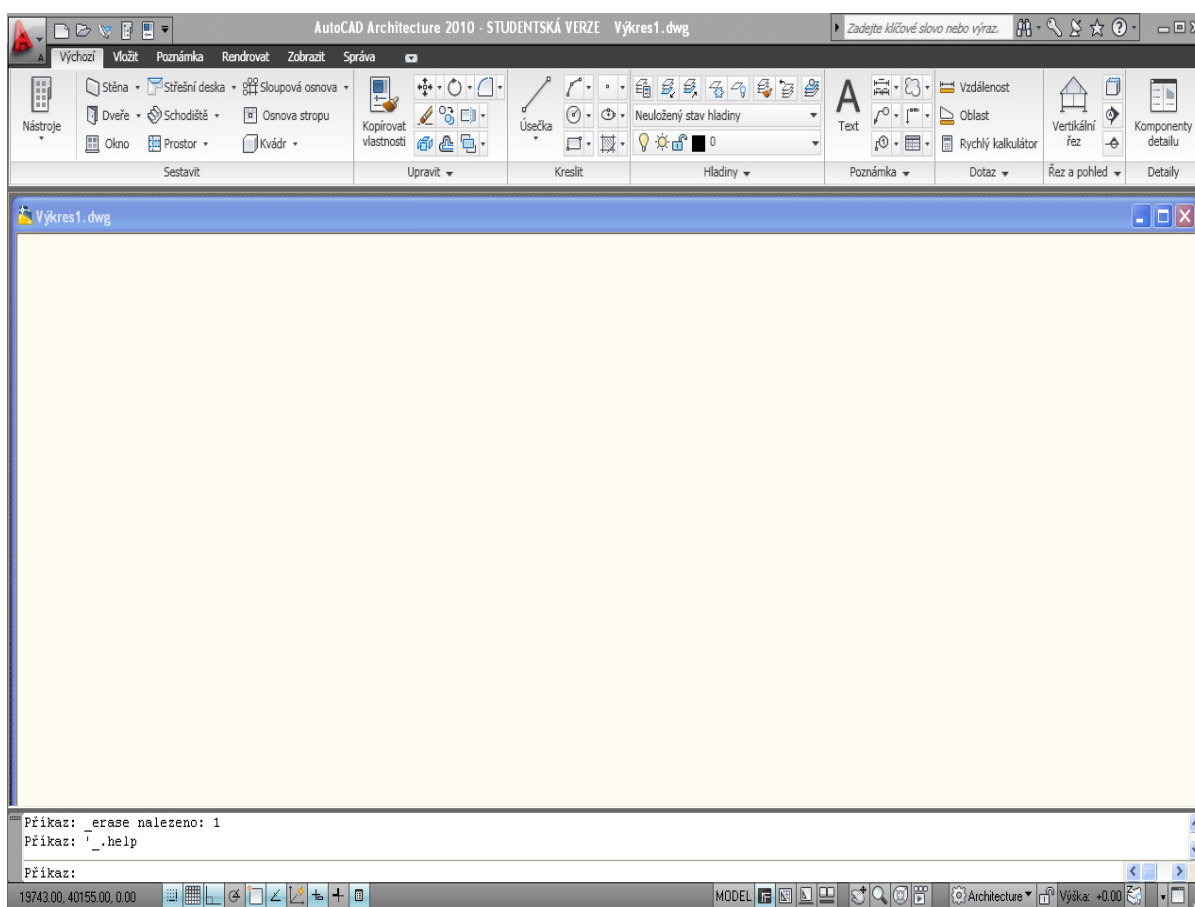 AutoCAD Architecture 2010 - STUDENTSKÁ VERZE Výkres1.dwg
Zadejte klíčové slovo nebo výraz.
Výchozí Vložit Poznámka Rendrovat Zobrazit Správa
Nástroje
Stěna Střešní deska Sloupová osnova
Dveře Schodiště Osnova stropu
Okno Prostor Kvádr
Sestavit
Kopírovat vlastnosti
Upravit
Úsečka
Kreslit
Neuložený stav hladiny
0
Hladiny
A
Text
Poznámka
Vzdálenost
Oblast
Rychlý kalkulátor
Dotaz
Vertikální řez
Řez a pohled
Komponenty detailu
Detaily
Výkres1.dwg
Příkaz: _erase nalezeno: 1
Příkaz: '_.help
Příkaz:
19743.00, 40155.00, 0.00 MODEL Architecture Výška: +0.00